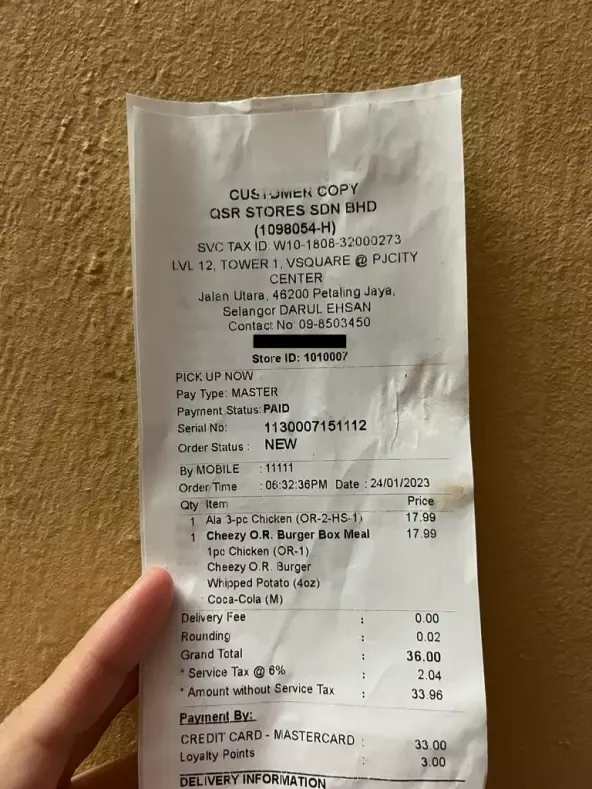 CUSTOMER COPY
QSR STORES SDN BHD
(1098054-H)
SVC TAX ID: W10-1808-32000273
LVL 12, TOWER 1, VSQUARE @ PJCITY
CENTER
Jalan Utara, 46200 Petaling Jaya,
Selangor DARUL EHSAN
Contact No 09-8503450
Store ID: 1010007
PICK UP NOW
Pay Type: MASTER
Payment Status: PAID
Serial No: 1130007151112
Order Status : NEW
By MOBILE : 11111
Order Time : 06:32:36PM Date : 24/01/2023
Qty Item Price
1 Ala 3-pc Chicken (OR-2-HS-1) 17.99
1 Cheezy O.R. Burger Box Meal 17.99
1pc Chicken (OR-1)
Cheezy O.R. Burger
Whipped Potato (4oz)
Coca-Cola (M)
Delivery Fee : 0.00
Rounding : 0.02
Grand Total : 36.00
* Service Tax @ 6% : 2.04
* Amount without Service Tax : 33.96
Payment By:
CREDIT CARD - MASTERCARD : 33.00
Loyalty Points : 3.00
DELIVERY INFORMATION